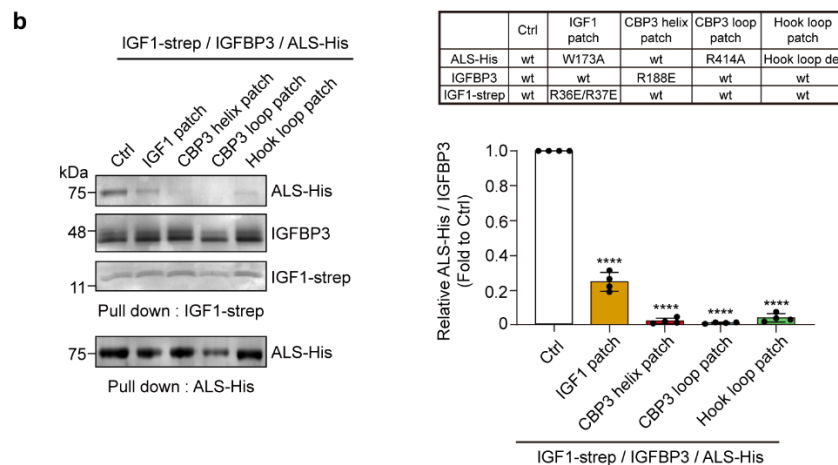 b
IGF1-strep / IGFBP3 / ALS-His
Ctrl
IGF1 patch
CBP3 helix patch
CBP3 loop patch
Hook loop patch
kDa
75
ALS-His
48
IGFBP3
11
IGF1-strep
Pull down : IGF1-strep
75
ALS-His
Pull down : ALS-His
Ctrl IGF1 patch CBP3 helix patch CBP3 loop patch Hook loop patch
ALS-His wt W173A wt R414A Hook loop de
IGFBP3 wt wt R188E wt wt
IGF1-strep wt R36E/R37E wt wt wt
Relative ALS-His / IGFBP3
(Fold to Ctrl)
1.0
0.8
0.6
0.4
0.2
0
****
****
****
****
Ctrl
IGF1 patch
CBP3 helix patch
CBP3 loop patch
Hook loop patch
IGF1-strep / IGFBP3 / ALS-His